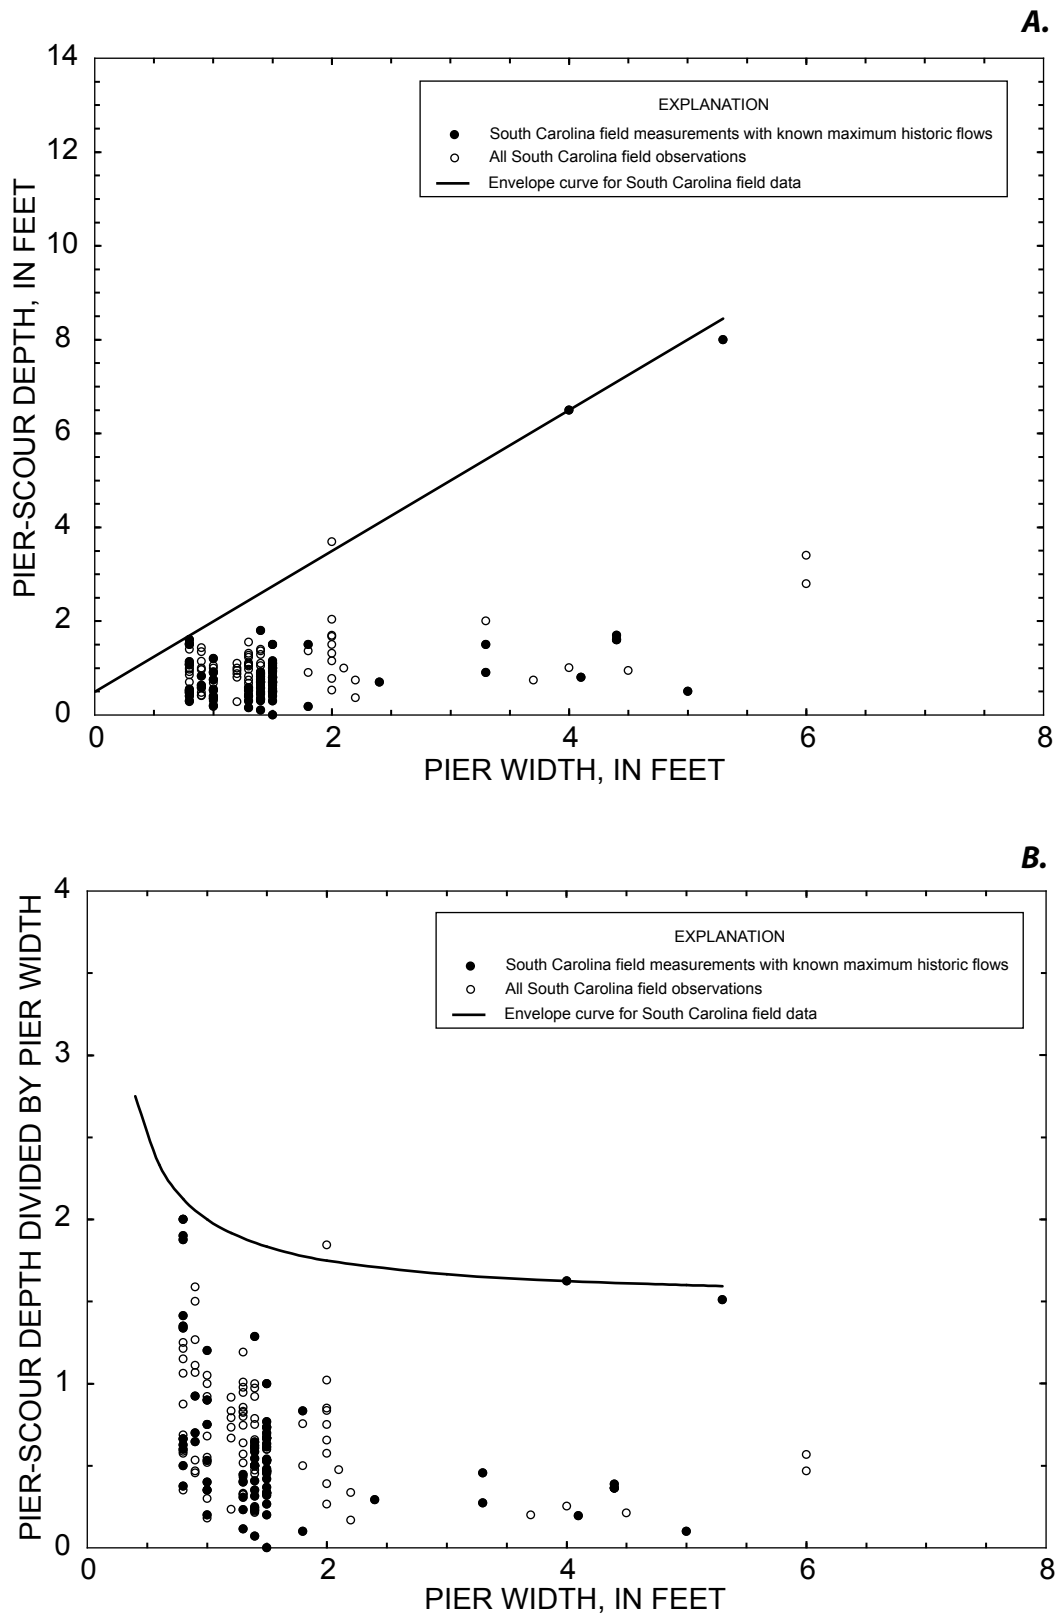 A.
14
12
10
8
6
4
2
0
PIER-SCOUR DEPTH, IN FEET
EXPLANATION
South Carolina field measurements with known maximum historic flows
All South Carolina field observations
Envelope curve for South Carolina field data
0 2 4 6 8
PIER WIDTH, IN FEET
B.
4
3
2
1
0
PIER-SCOUR DEPTH DIVIDED BY PIER WIDTH
EXPLANATION
South Carolina field measurements with known maximum historic flows
All South Carolina field observations
Envelope curve for South Carolina field data
0 2 4 6 8
PIER WIDTH, IN FEET